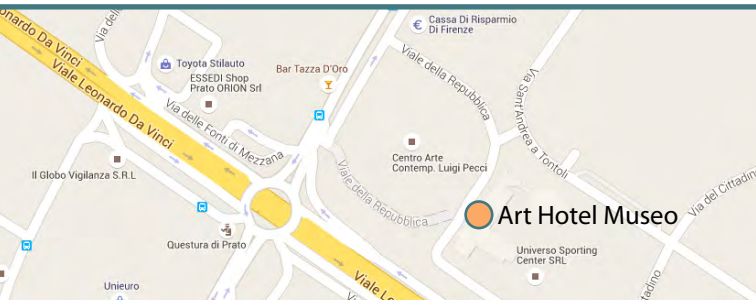 onardo Da Vinci
Via delle
Cassa Di Risparmio
Di Firenze
Toyota Stilauto
ESSEDI Shop
Prato ORION Srl
Bar Tazza D'Oro
Viale della Repubblica
Via Sant'Andrea a Tontoli
Viale Leonardo Da Vinci
Via delle Fonti di Mezzana
Il Globo Vigilanza S.R.L
Centro Arte
Contemp. Luigi Pecci
Viale della Repubblica
Via del Cittadino
Art Hotel Museo
Questura di Prato
Universo Sporting
Center SRL
Unieuro
Viale Le
ttadino